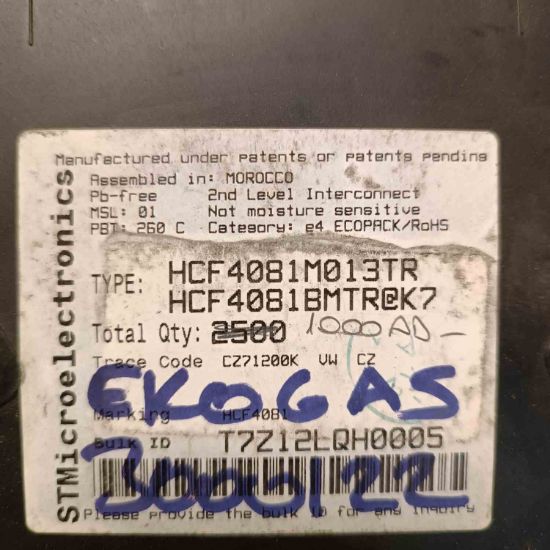 Manufactured under patents or patents pending
STMicroelectronics
Assembled in: MOROCCO
Pb-free 2nd Level Interconnect
MSL: 01 Not moisture sensitive
PBT: 260 C Category: e4 ECOPACK/RoHS
TYPE: HCF4081M013TR
HCF4081BMTR@K7
Total Qty: 2500 1000 AD-
Trace Code CZ71200K VW CZ
EKOGAS
Marking HCF4081
Bulk ID T7Z12LQH0005
3000122
Please provide the bulk ID for any inquiry